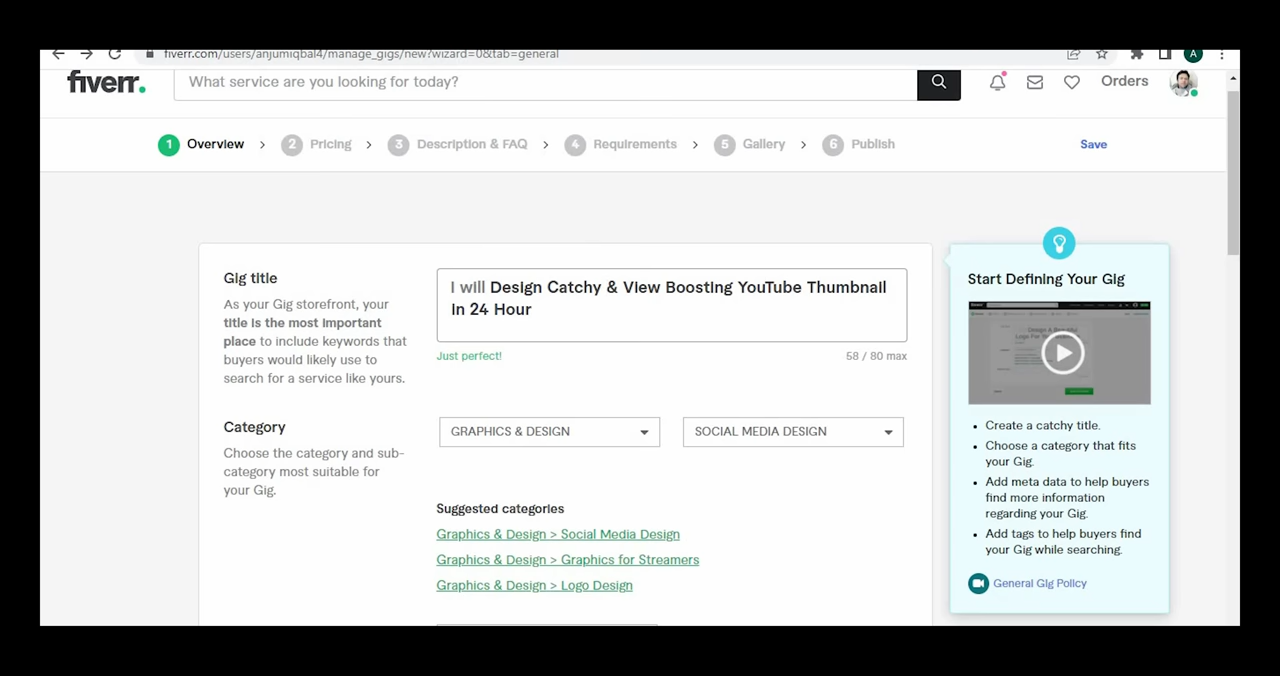 fiverr.com/users/anjumiqbal4/manage_gigs/new?wizard=0&tab=general
A
fiverr.
What service are you looking for today?
Orders
1 Overview > 2 Pricing > 3 Description & FAQ > 4 Requirements > 5 Gallery > 6 Publish
Save
Gig title
As your Gig storefront, your
title is the most important
place to include keywords that
buyers would likely use to
search for a service like yours.
I will Design Catchy & View Boosting YouTube Thumbnail
In 24 Hour
Just perfect!
58 / 80 max
Category
Choose the category and sub-
category most suitable for
your Gig.
GRAPHICS & DESIGN
SOCIAL MEDIA DESIGN
Suggested categories
Graphics & Design > Social Media Design
Graphics & Design > Graphics for Streamers
Graphics & Design > Logo Design
Start Defining Your Gig
• Create a catchy title.
• Choose a category that fits
your Gig.
• Add meta data to help buyers
find more information
regarding your Gig.
• Add tags to help buyers find
your Gig while searching.
General Gig Policy